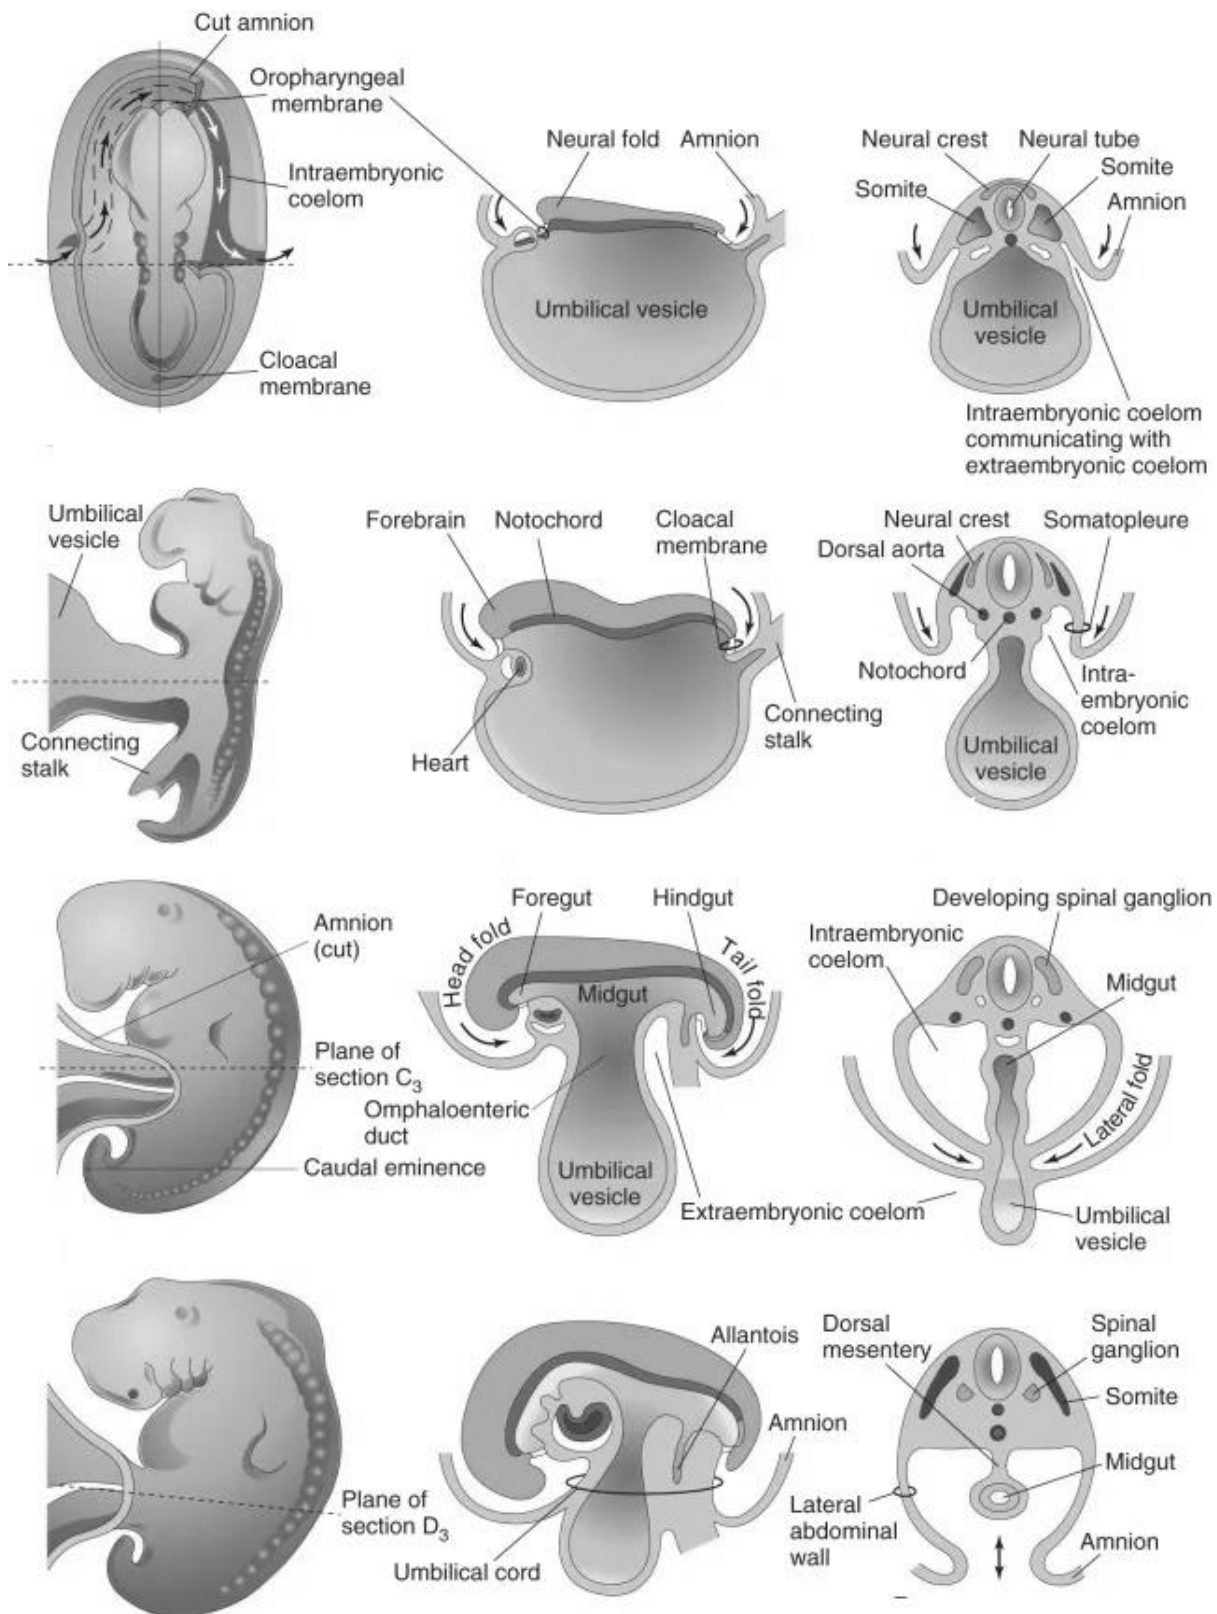 Cut amnion
Oropharyngeal
membrane
Intraembryonic
coelom
Cloacal
membrane
Neural fold
Amnion
Umbilical vesicle
Neural crest
Neural tube
Somite
Somite
Amnion
Umbilical
vesicle
Intraembryonic coelom
communicating with
extraembryonic coelom
Umbilical
vesicle
Connecting
stalk
Forebrain
Notochord
Cloacal
membrane
Heart
Connecting
stalk
Neural crest
Somatopleure
Dorsal aorta
Notochord
Intra-
embryonic
coelom
Umbilical
vesicle
Amnion
(cut)
Plane of
section C3
Caudal eminence
Foregut
Hindgut
Head fold
Tail fold
Midgut
Omphaloenteric
duct
Umbilical
vesicle
Extraembryonic coelom
Developing spinal ganglion
Intraembryonic
coelom
Midgut
Lateral fold
Umbilical
vesicle
Plane of
section D3
Allantois
Amnion
Umbilical cord
Dorsal
mesentery
Spinal
ganglion
Somite
Midgut
Lateral
abdominal
wall
Amnion